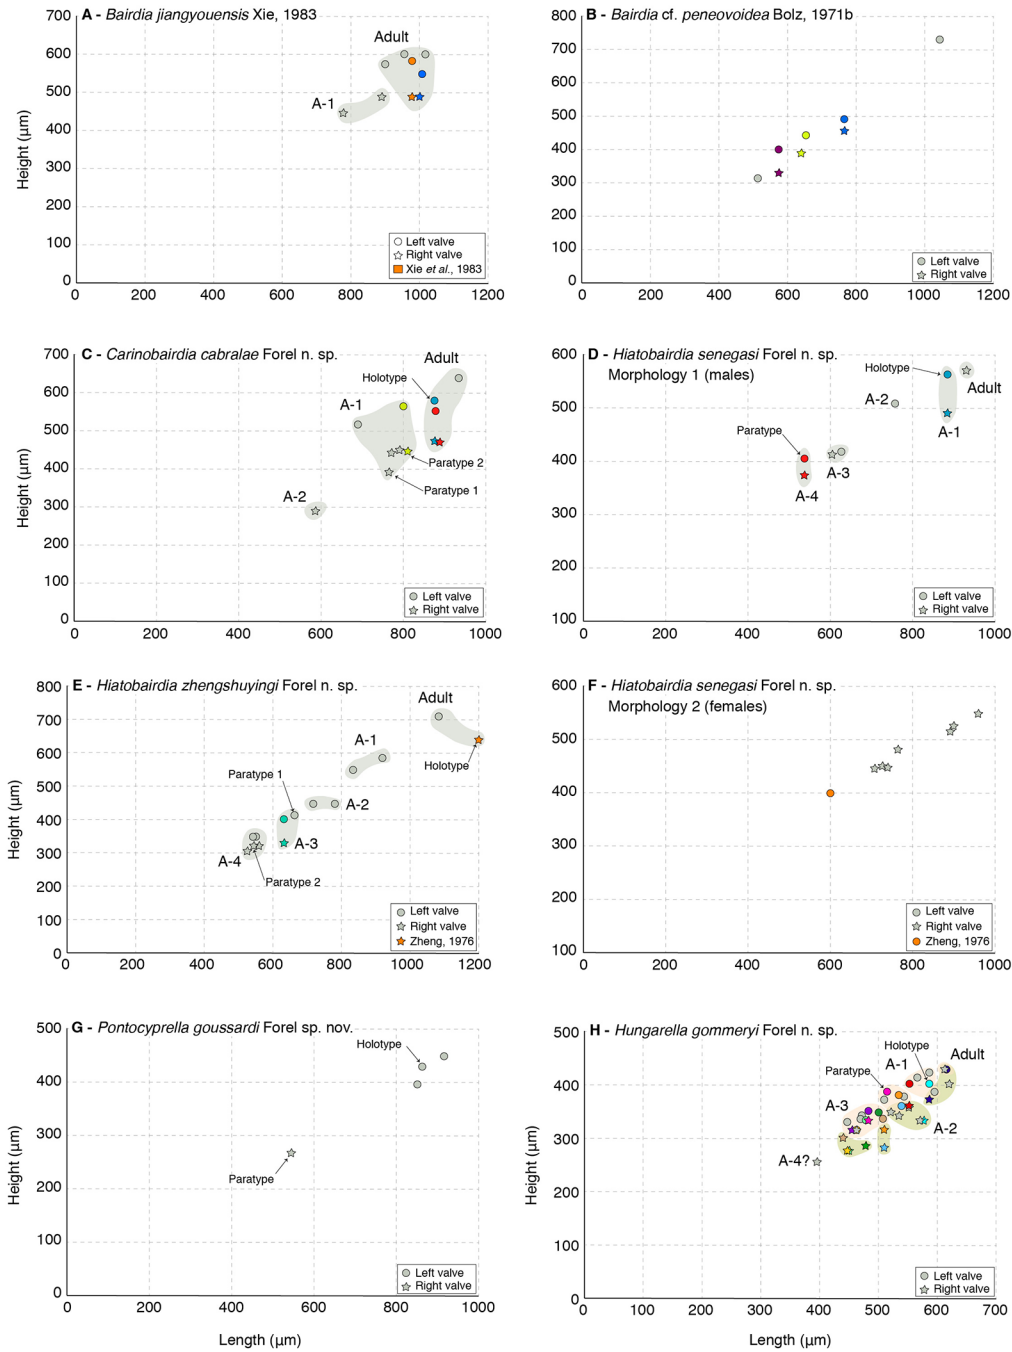 A - Bairdia jiangyouensis Xie, 1983
700
600
500
400
300
200
100
0
Height (µm)
Adult
A-1
Left valve
Right valve
Xie et al., 1983
0 200 400 600 800 1000 1200
B - Bairdia cf. peneovoidea Bolz, 1971b
800
700
600
500
400
300
200
100
0
Left valve
Right valve
0 200 400 600 800 1000 1200
C - Carinobairdia cabralae Forel n. sp.
700
600
500
400
300
200
100
0
Height (µm)
Adult
Holotype
A-1
Paratype 2
Paratype 1
A-2
Left valve
Right valve
0 200 400 600 800 1000
D - Hiatobairdia senegasi Forel n. sp.
Morphology 1 (males)
600
500
400
300
200
100
Holotype
Adult
A-2
A-1
Paratype
A-3
A-4
Left valve
Right valve
0 200 400 600 800 1000
E - Hiatobairdia zhengshuyingi Forel n. sp.
800
700
600
500
400
300
200
100
0
Height (µm)
Adult
A-1
Holotype
Paratype 1
A-2
A-3
A-4
Paratype 2
Left valve
Right valve
Zheng, 1976
0 200 400 600 800 1000 1200
F - Hiatobairdia senegasi Forel n. sp.
Morphology 2 (females)
600
500
400
300
200
100
Left valve
Right valve
Zheng, 1976
0 200 400 600 800 1000
G - Pontocyprella goussardi Forel sp. nov.
500
400
300
200
100
0
Height (µm)
Holotype
Paratype
Left valve
Right valve
0 200 400 600 800 1000
Length (µm)
H - Hungarella gommeryi Forel n. sp.
500
400
300
200
100
0
Height (µm)
Holotype
Adult
A-1
Paratype
A-3
A-2
A-4?
Left valve
Right valve
0 100 200 300 400 500 600 700
Length (µm)